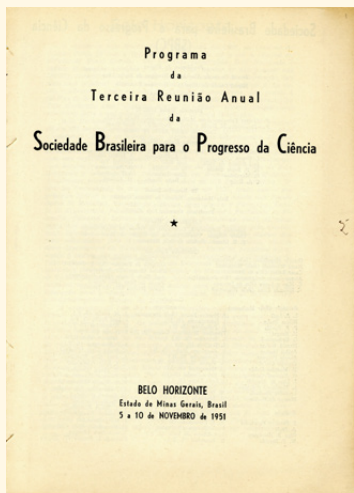 Programa
da
Terceira Reunião Anual
da
Sociedade Brasileira para o Progresso da Ciência
★
BELO HORIZONTE
Estado de Minas Gerais, Brasil
5 a 10 de NOVEMBRO de 1951